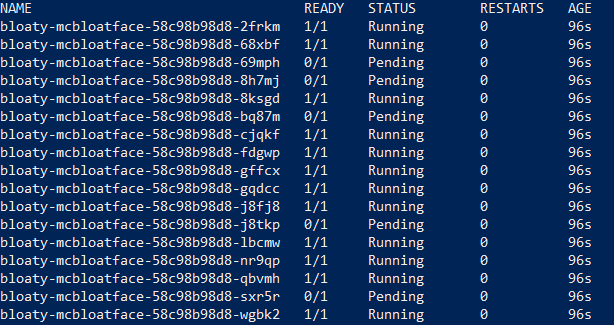 NAME READY STATUS RESTARTS AGE
bloaty-mcbloatface-58c98b98d8-2frkm 1/1 Running 0 96s
bloaty-mcbloatface-58c98b98d8-68xbf 1/1 Running 0 96s
bloaty-mcbloatface-58c98b98d8-69mph 0/1 Pending 0 96s
bloaty-mcbloatface-58c98b98d8-8h7mj 0/1 Pending 0 96s
bloaty-mcbloatface-58c98b98d8-8ksgd 1/1 Running 0 96s
bloaty-mcbloatface-58c98b98d8-bq87m 0/1 Pending 0 96s
bloaty-mcbloatface-58c98b98d8-cjqkf 1/1 Running 0 96s
bloaty-mcbloatface-58c98b98d8-fdgwp 1/1 Running 0 96s
bloaty-mcbloatface-58c98b98d8-gffcx 1/1 Running 0 96s
bloaty-mcbloatface-58c98b98d8-gqdcc 1/1 Running 0 96s
bloaty-mcbloatface-58c98b98d8-j8fj8 1/1 Running 0 96s
bloaty-mcbloatface-58c98b98d8-j8tkp 0/1 Pending 0 96s
bloaty-mcbloatface-58c98b98d8-lbcmw 1/1 Running 0 96s
bloaty-mcbloatface-58c98b98d8-nr9qp 1/1 Running 0 96s
bloaty-mcbloatface-58c98b98d8-qbvmh 1/1 Running 0 96s
bloaty-mcbloatface-58c98b98d8-sxr5r 0/1 Pending 0 96s
bloaty-mcbloatface-58c98b98d8-wgbk2 1/1 Running 0 96s